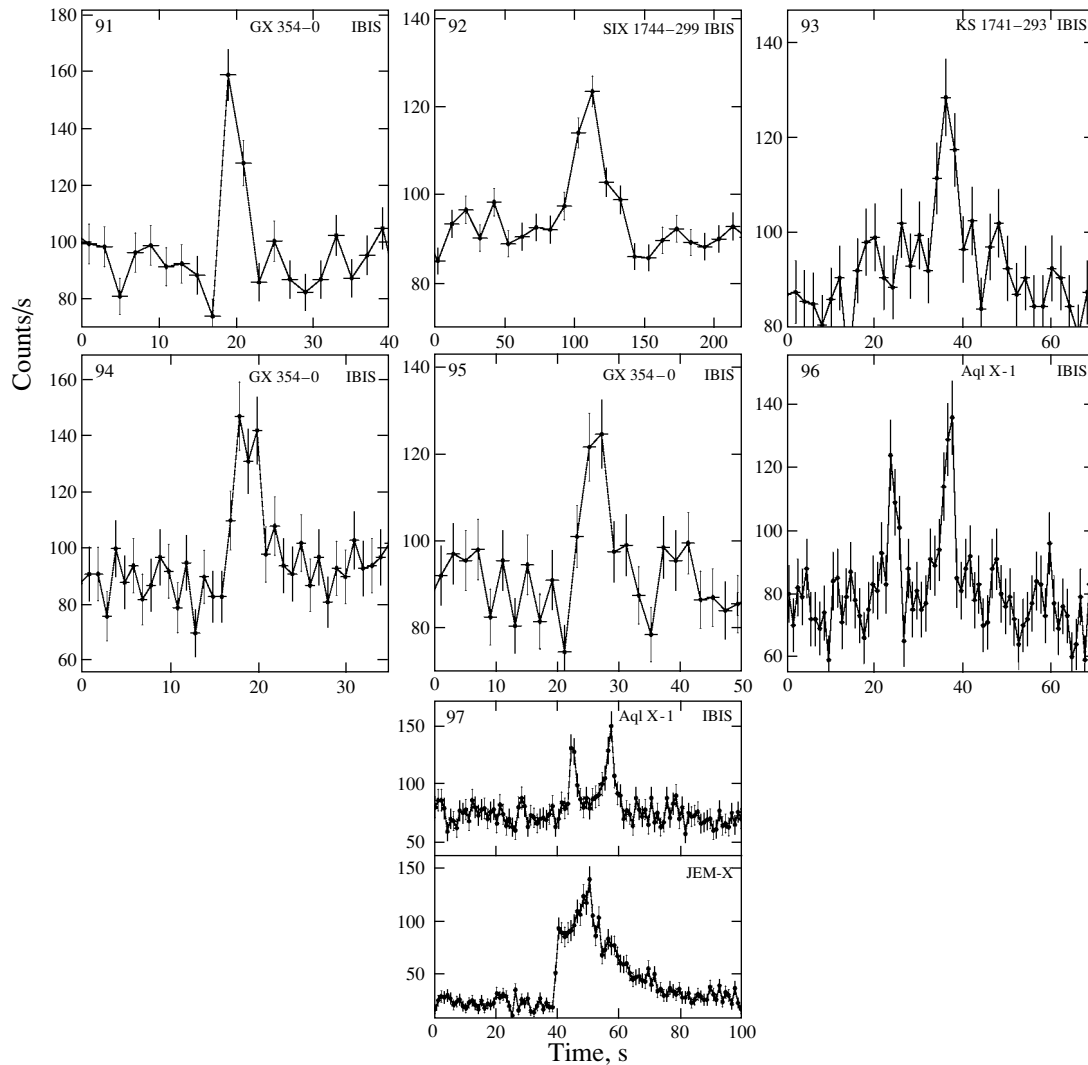 91 GX 354–0 IBIS
180
160
140
120
100
80
0 10 20 30 40
92 SIX 1744–299 IBIS
140
120
100
80
0 50 100 150 200
93 KS 1741–293 IBIS
140
120
100
80
0 20 40 60
Counts/s
94 GX 354–0 IBIS
160
140
120
100
80
60
0 10 20 30
95 GX 354–0 IBIS
140
120
100
80
0 10 20 30 40 50
96 Aql X-1 IBIS
140
120
100
80
60
0 20 40 60
97 Aql X-1 IBIS
150
100
50
JEM-X
150
100
50
0 20 40 60 80 100
Time, s